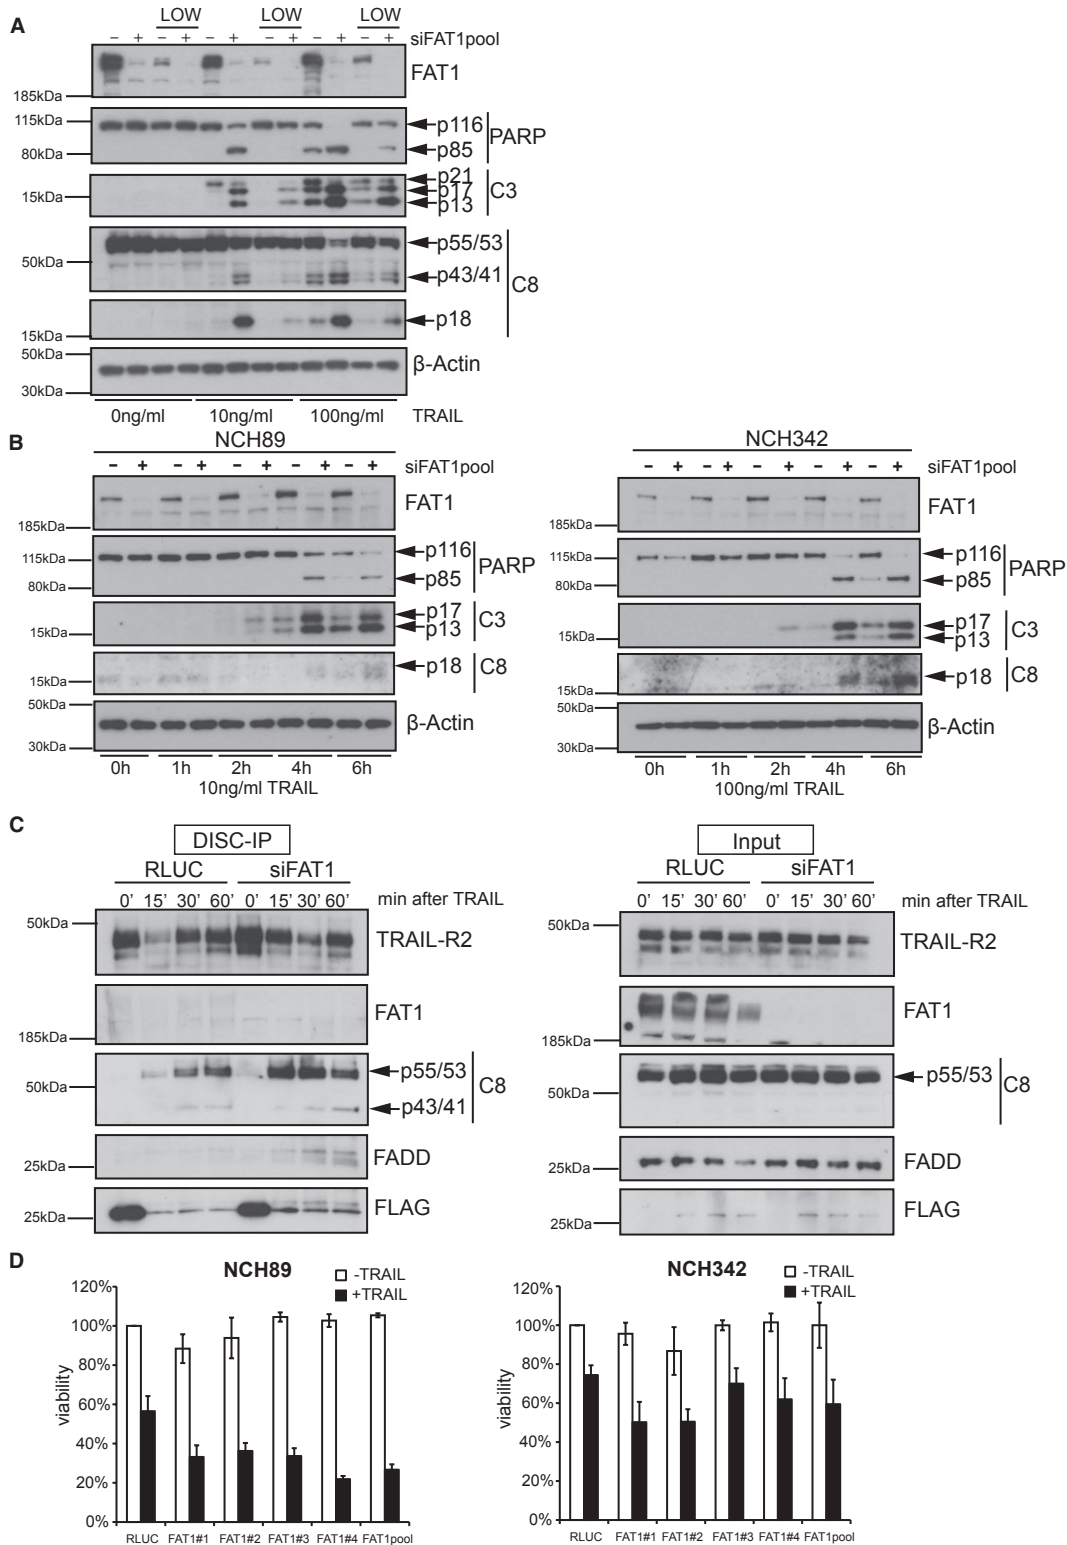 A
LOW LOW LOW
– + – + – + – + – + – + siFAT1pool
FAT1
185kDa
115kDa
p116
PARP
80kDa
p85
p21
p17
C3
15kDa
p13
p55/53
50kDa
p43/41
C8
p18
15kDa
50kDa
β-Actin
30kDa
0ng/ml 10ng/ml 100ng/ml TRAIL
B
NCH89
– + – + – + – + – + siFAT1pool
FAT1
185kDa
115kDa
p116
PARP
80kDa
p85
p17
C3
15kDa
p13
p18
C8
15kDa
50kDa
β-Actin
30kDa
0h 1h 2h 4h 6h
10ng/ml TRAIL
NCH342
– + – + – + – + – + siFAT1pool
FAT1
185kDa
115kDa
p116
PARP
80kDa
p85
p17
C3
15kDa
p13
p18
C8
15kDa
50kDa
β-Actin
30kDa
0h 1h 2h 4h 6h
100ng/ml TRAIL
C
DISC-IP
RLUC siFAT1
0' 15' 30' 60' 0' 15' 30' 60' min after TRAIL
50kDa
TRAIL-R2
FAT1
185kDa
p55/53
50kDa
C8
p43/41
FADD
25kDa
FLAG
25kDa
Input
RLUC siFAT1
0' 15' 30' 60' 0' 15' 30' 60' min after TRAIL
50kDa
TRAIL-R2
FAT1
185kDa
p55/53
50kDa
C8
FADD
25kDa
FLAG
25kDa
D
NCH89
-TRAIL
+TRAIL
120%
100%
80%
60%
40%
20%
0%
viability
RLUC FAT1#1 FAT1#2 FAT1#3 FAT1#4 FAT1pool
NCH342
-TRAIL
+TRAIL
120%
100%
80%
60%
40%
20%
0%
viability
RLUC FAT1#1 FAT1#2 FAT1#3 FAT1#4 FAT1pool